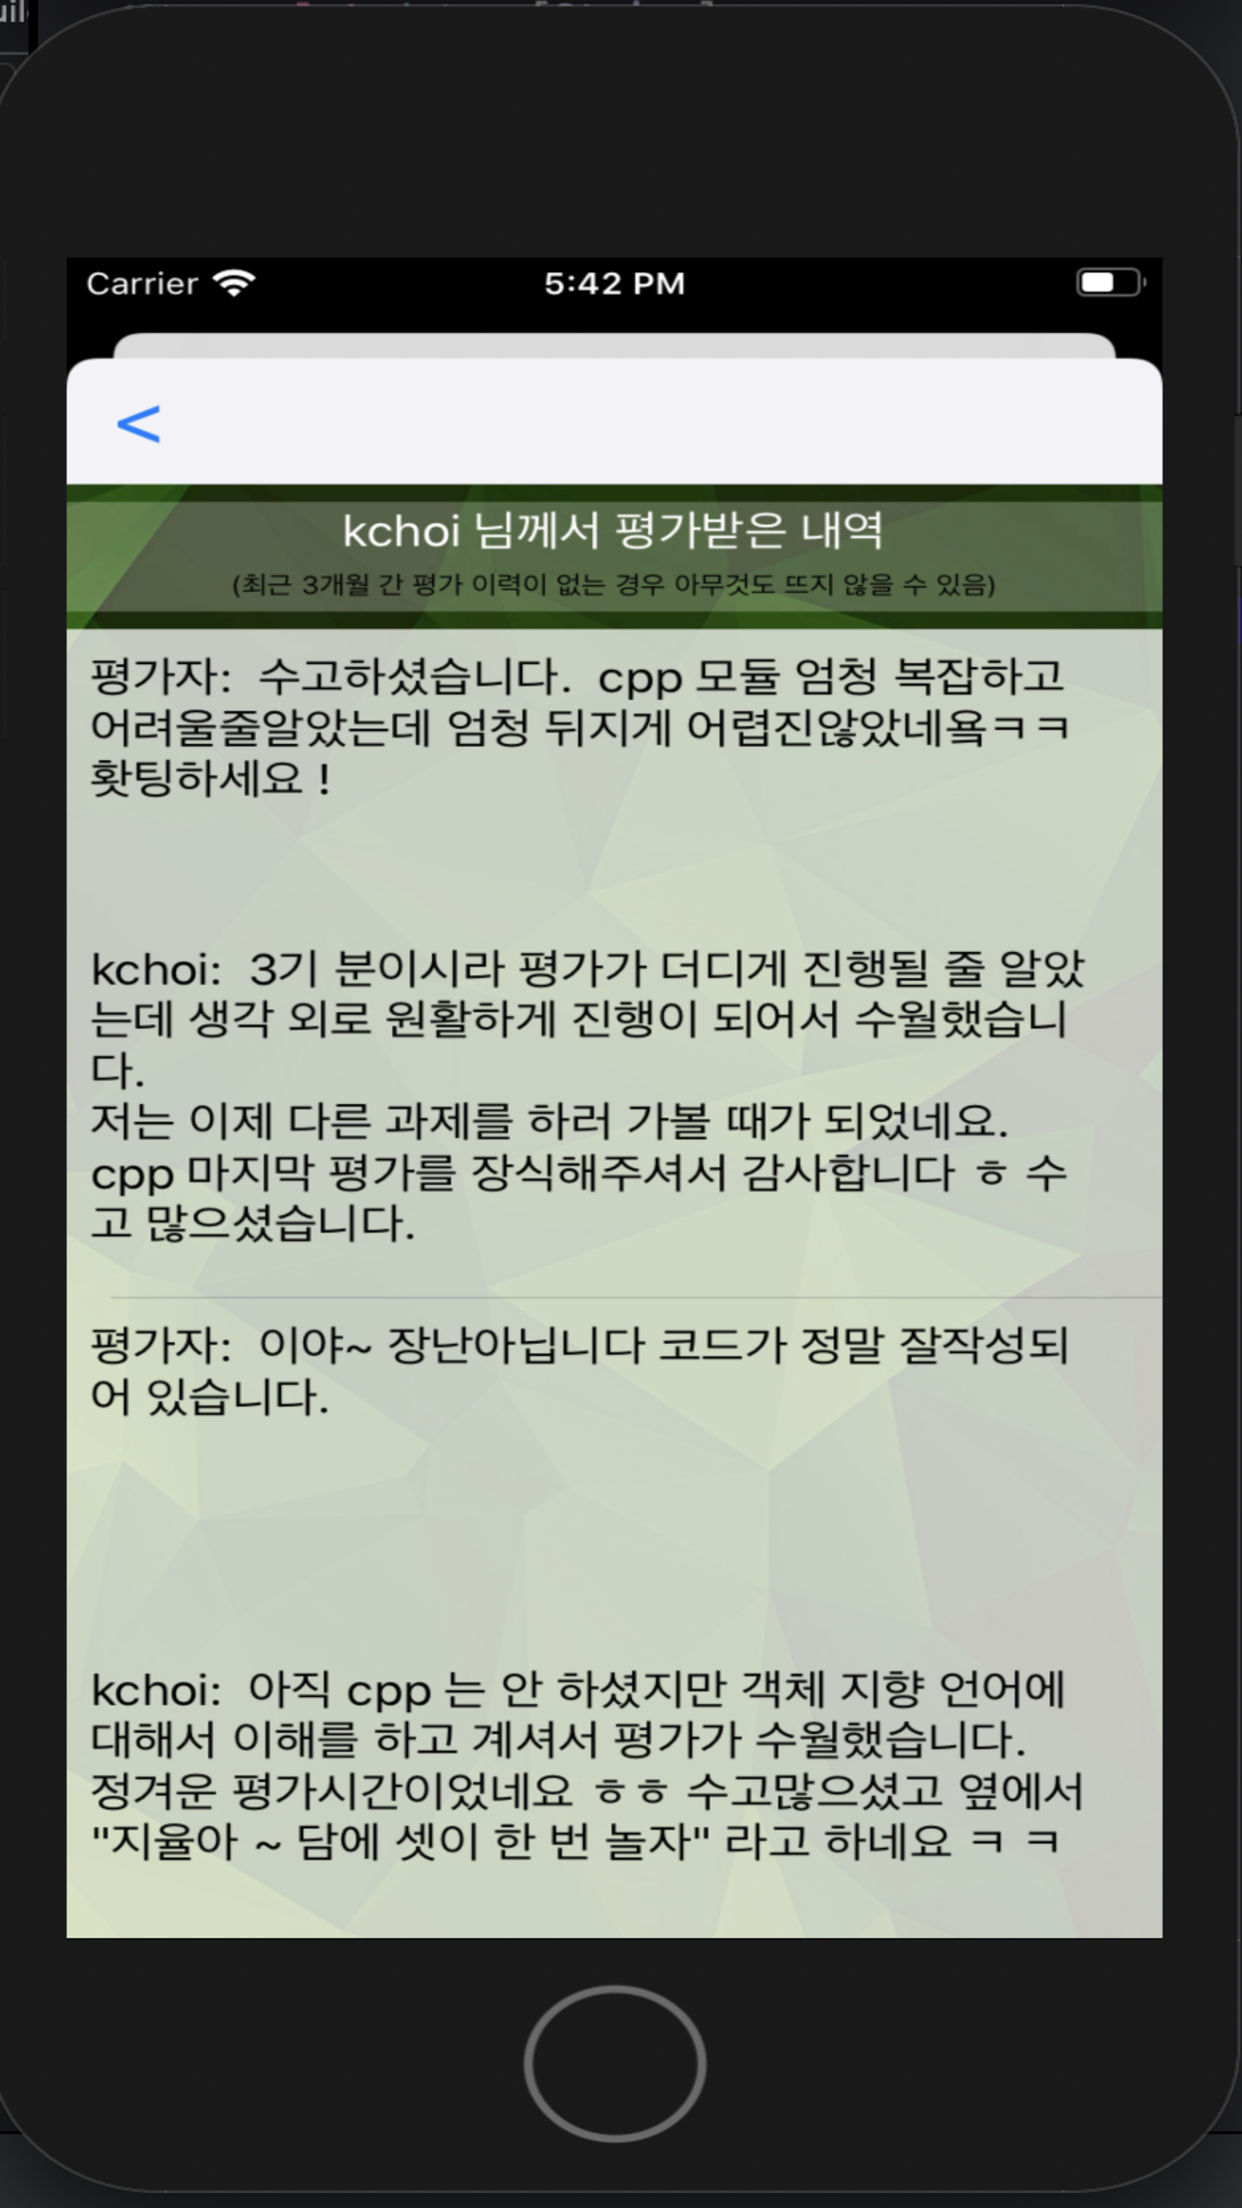 Carrier
5:42 PM
<
kchoi 님께서 평가받은 내역
(최근 3개월 간 평가 이력이 없는 경우 아무것도 뜨지 않을 수 있음)
평가자: 수고하셨습니다. cpp 모듈 엄청 복잡하고
어려울줄알았는데 엄청 뒤지게 어렵진않았네욬ㅋㅋ
홧팅하세요 !
kchoi: 3기 분이시라 평가가 더디게 진행될 줄 알았
는데 생각 외로 원활하게 진행이 되어서 수월했습니
다.
저는 이제 다른 과제를 하러 가볼 때가 되었네요.
cpp 마지막 평가를 장식해주셔서 감사합니다 ㅎ 수
고 많으셨습니다.
평가자: 이야~ 장난아닙니다 코드가 정말 잘작성되
어 있습니다.
kchoi: 아직 cpp 는 안 하셨지만 객체 지향 언어에
대해서 이해를 하고 계셔서 평가가 수월했습니다.
정겨운 평가시간이었네요 ㅎㅎ 수고많으셨고 옆에서
"지율아 ~ 담에 셋이 한 번 놀자" 라고 하네요 ㅋ ㅋ